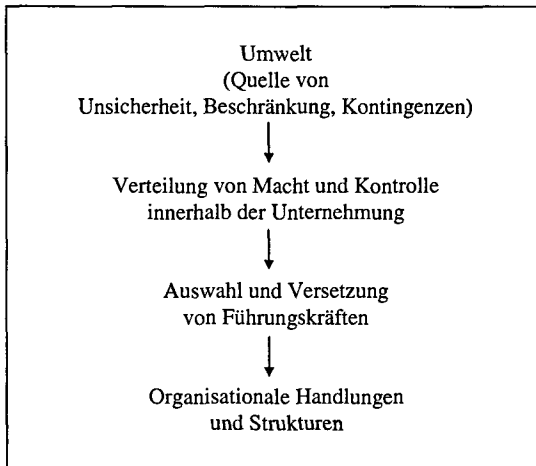 Umwelt
(Quelle von
Unsicherheit, Beschränkung, Kontingenzen)
Verteilung von Macht und Kontrolle
innerhalb der Unternehmung
Auswahl und Versetzung
von Führungskräften
Organisationale Handlungen
und Strukturen